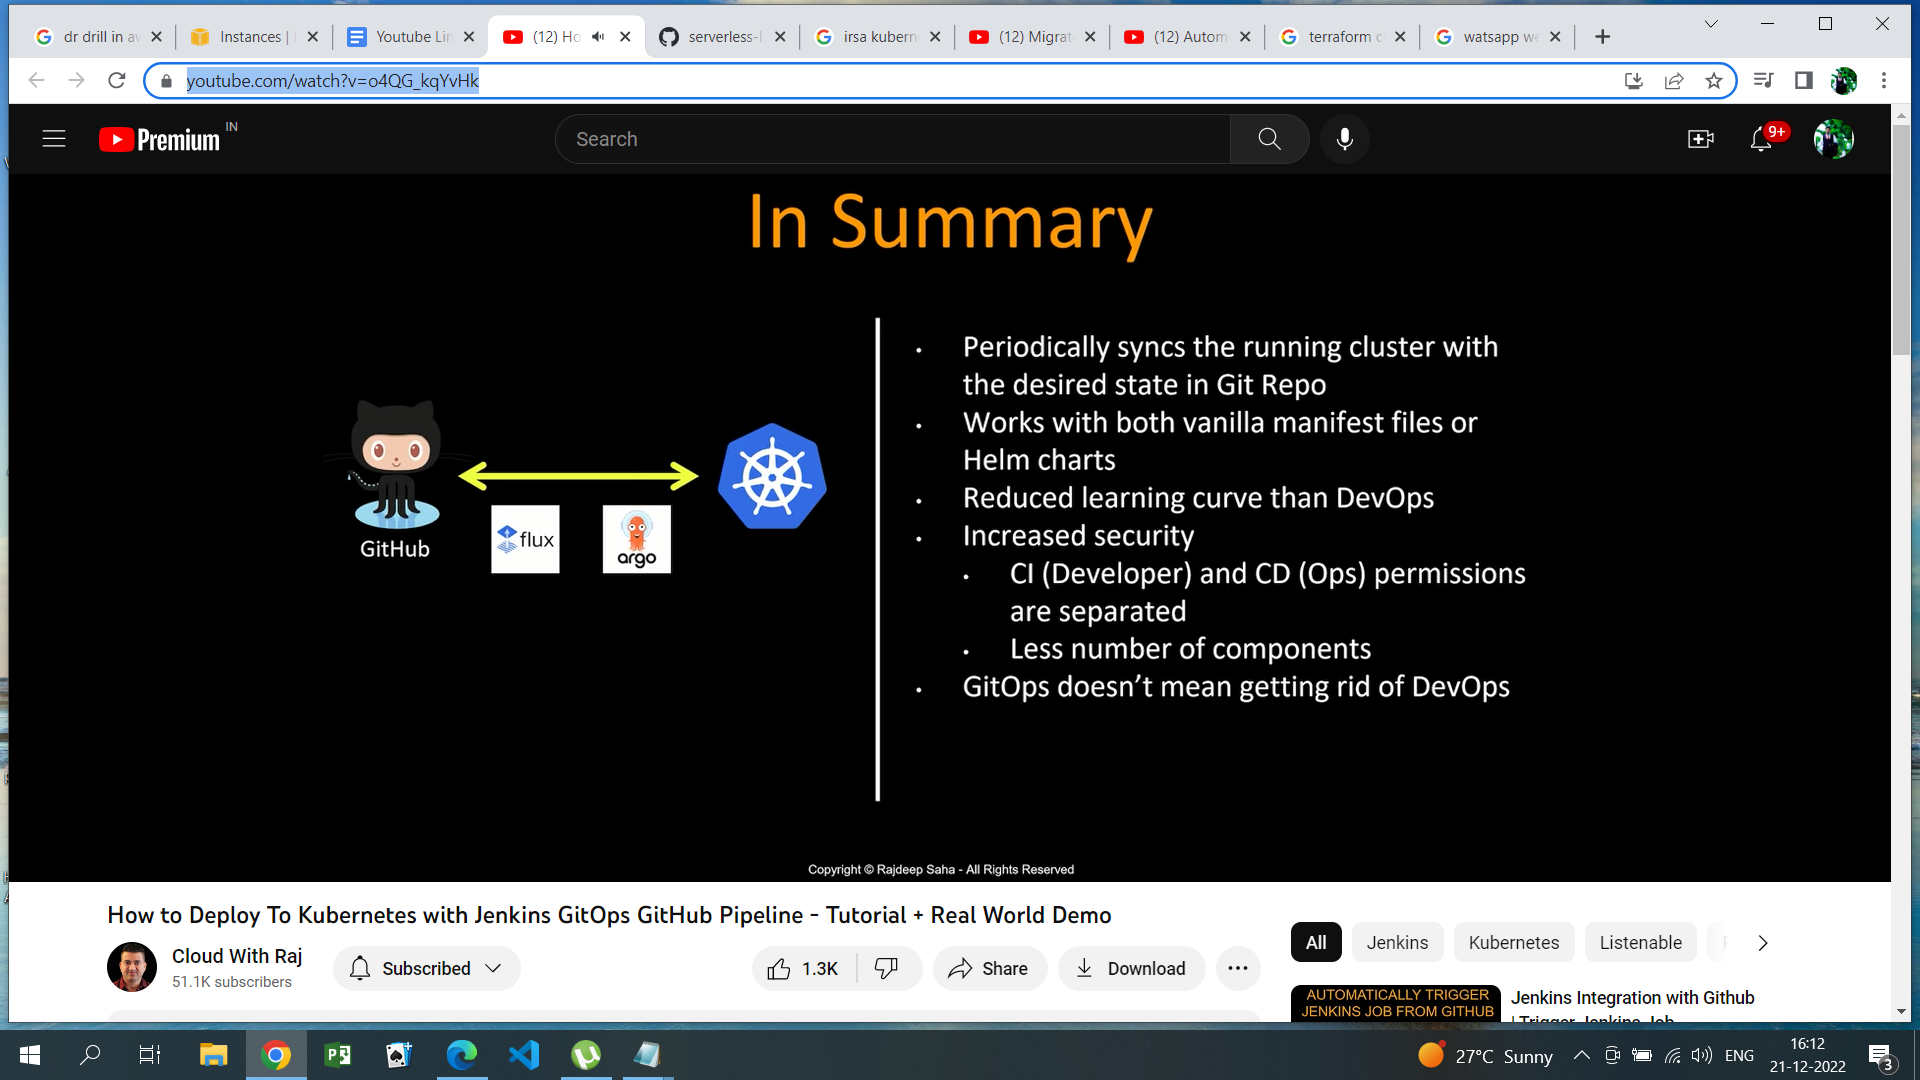 dr drill in a
Instances |
Youtube Lin
(12) Ho
serverless-
irsa kubern
(12) Migrat
(12) Autom
terraform c
watsapp we
youtube.com/watch?v=o4QG_kqYvHk
Premium IN
Search
9+
In Summary
Periodically syncs the running cluster with
the desired state in Git Repo
Works with both vanilla manifest files or
Helm charts
Reduced learning curve than DevOps
Increased security
CI (Developer) and CD (Ops) permissions
are separated
Less number of components
GitOps doesn't mean getting rid of DevOps
GitHub
flux
argo
Copyright © Rajdeep Saha - All Rights Reserved
How to Deploy To Kubernetes with Jenkins GitOps GitHub Pipeline - Tutorial + Real World Demo
Cloud With Raj
51.1K subscribers
Subscribed
1.3K
Share
Download
All
Jenkins
Kubernetes
Listenable
AUTOMATICALLY TRIGGER
JENKINS JOB FROM GITHUB
Jenkins Integration with Github
| Trigger Jenkins Job
27°C Sunny
ENG
16:12
21-12-2022
3